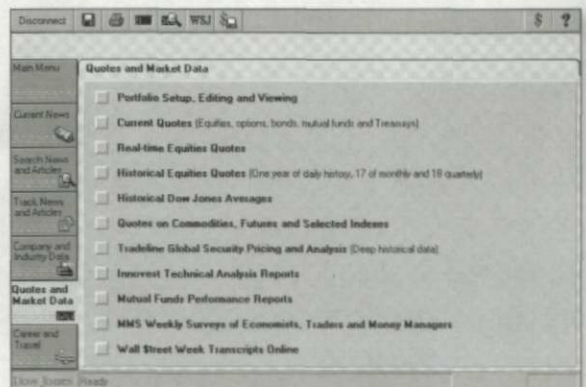 Disconnect WSJ $ ?
Main Menu
Current News
Search News
and Articles
Track News
and Articles
Company and
Industry Data
Quotes and
Market Data
Career and
Travel
Quotes and Market Data
Portfolio Setup, Editing and Viewing
Current Quotes (Equities, options, bonds, mutual funds and Treasurys)
Real-time Equities Quotes
Historical Equities Quotes (One year of daily history, 17 of monthly and 18 quarterly)
Historical Dow Jones Averages
Quotes on Commodities, Futures and Selected Indexes
Tradeline Global Security Pricing and Analysis (Deep historical data)
Innovest Technical Analysis Reports
Mutual Funds Performance Reports
MMS Weekly Surveys of Economists, Traders and Money Managers
Wall $treet Week Transcripts Online
Dow Jones Ready